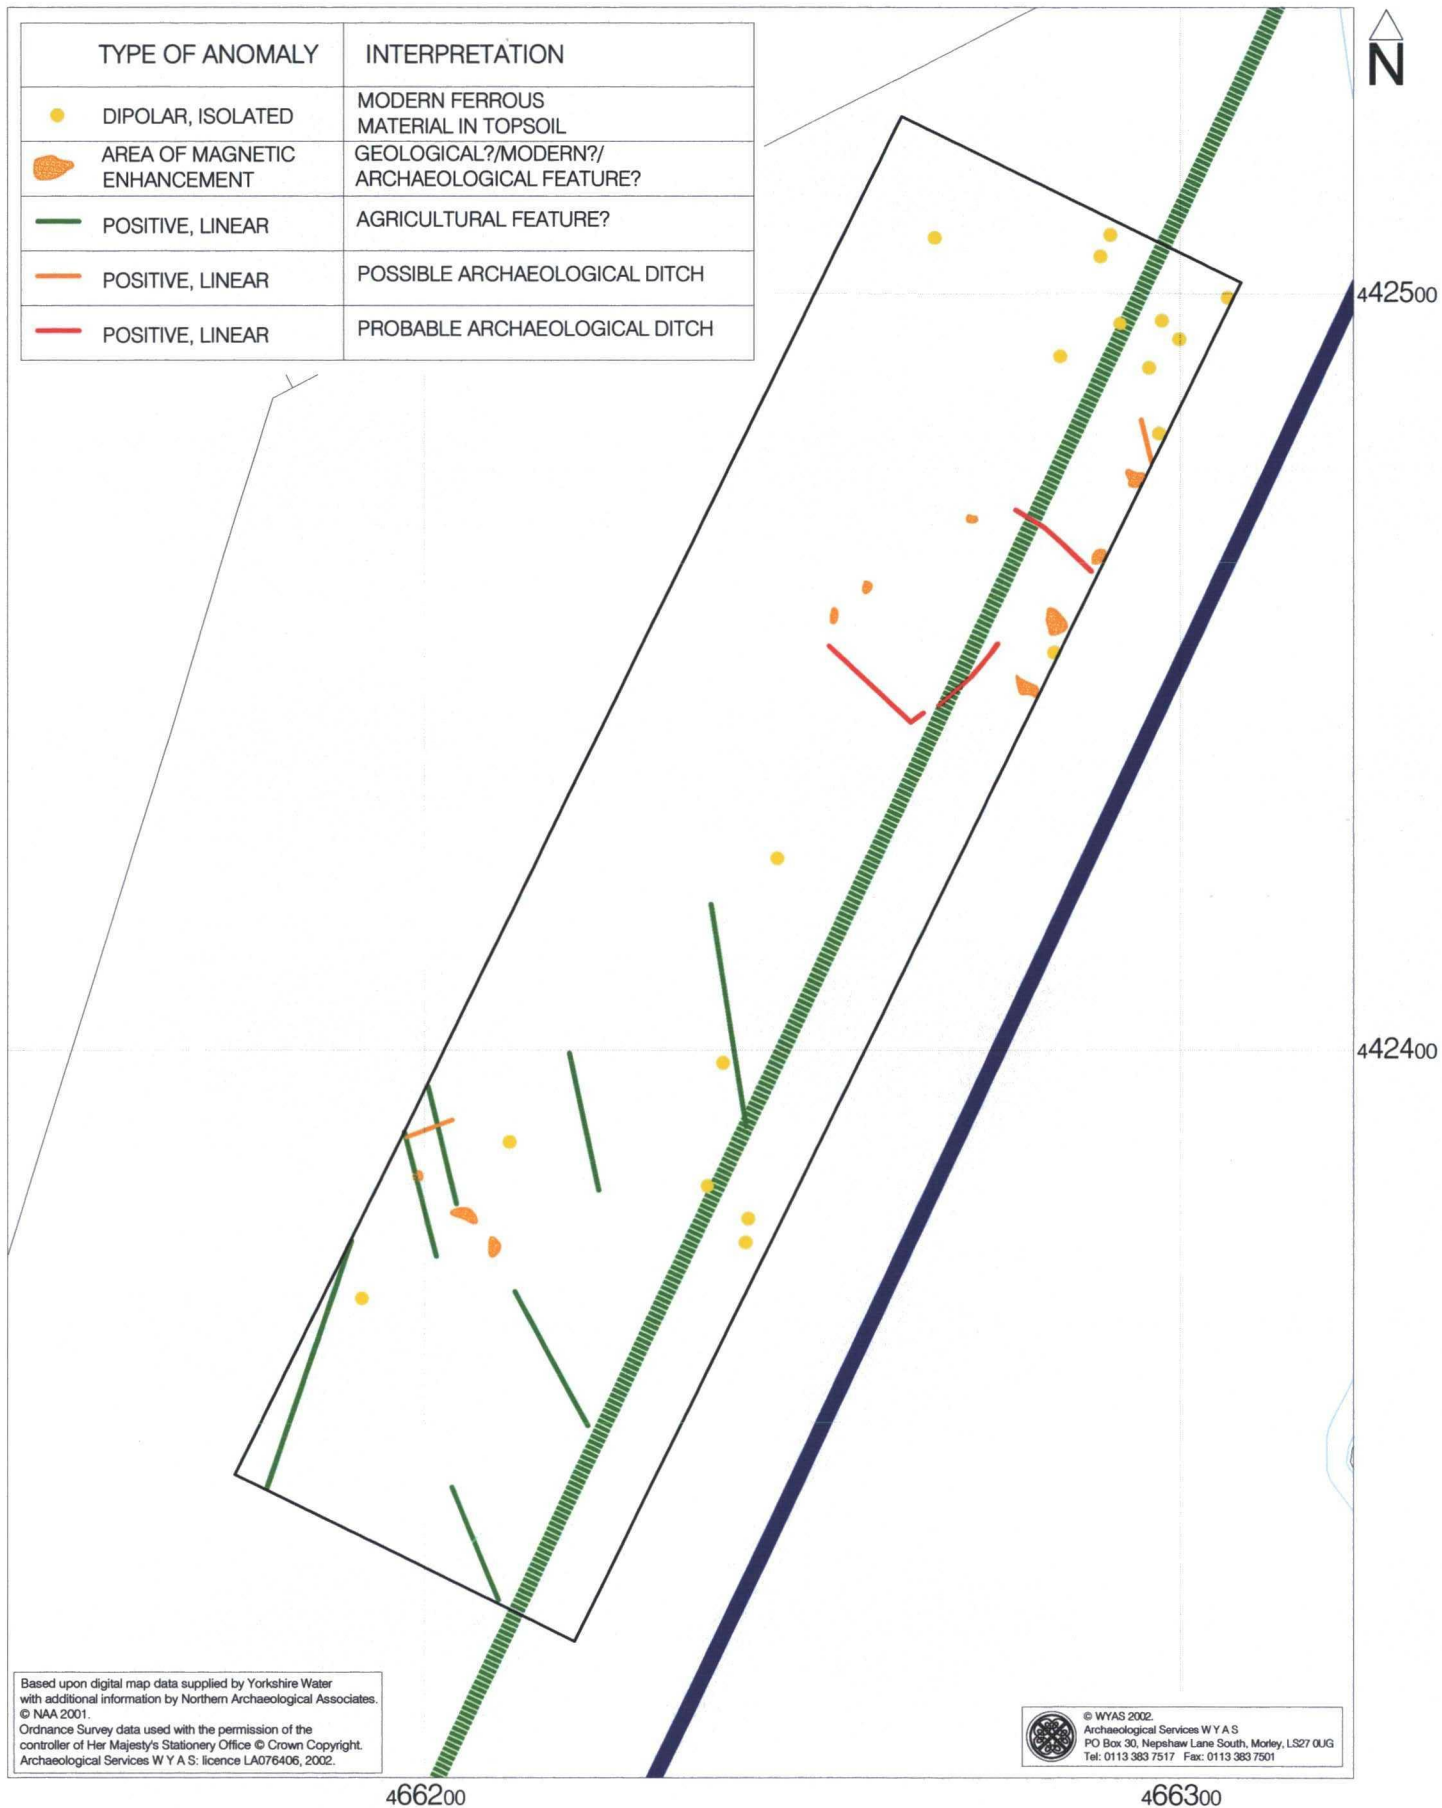 TYPE OF ANOMALY INTERPRETATION
DIPOLAR, ISOLATED
MODERN FERROUS
MATERIAL IN TOPSOIL
AREA OF MAGNETIC
ENHANCEMENT
GEOLOGICAL?/MODERN?/
ARCHAEOLOGICAL FEATURE?
POSITIVE, LINEAR AGRICULTURAL FEATURE?
POSITIVE, LINEAR POSSIBLE ARCHAEOLOGICAL DITCH
POSITIVE, LINEAR PROBABLE ARCHAEOLOGICAL DITCH
N
442500
442400
Based upon digital map data supplied by Yorkshire Water
with additional information by Northern Archaeological Associates.
© NAA 2001.
Ordnance Survey data used with the permission of the
controller of Her Majesty's Stationery Office © Crown Copyright.
Archaeological Services W Y A S: licence LA076406, 2002.
© WYAS 2002.
Archaeological Services W Y A S
PO Box 30, Nepshaw Lane South, Morley, LS27 0UG
Tel: 0113 383 7517 Fax: 0113 383 7501
466200
466300